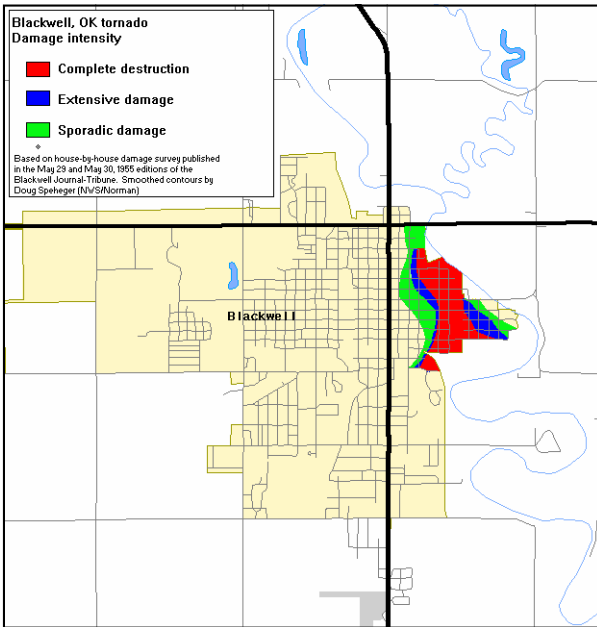 Blackwell, OK tornado
Damage intensity
Complete destruction
Extensive damage
Sporadic damage
Based on house-by-house damage survey published
in the May 29 and May 30, 1955 editions of the
Blackwell Journal-Tribune. Smoothed contours by
Doug Speheger (NWS/Norman)
Blackwell